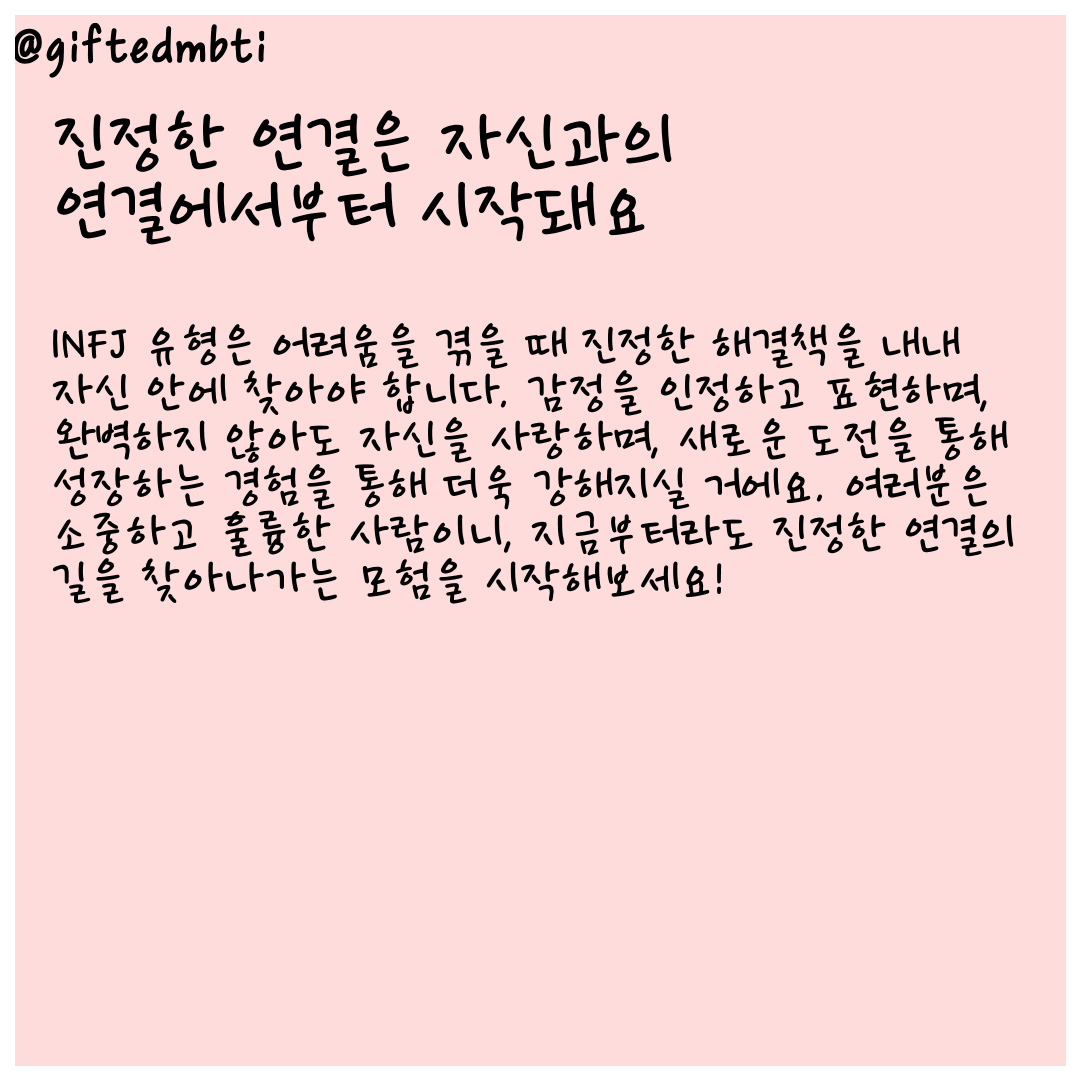 @giftedmbti
진정한 연결은 자신과의
연결에서부터 시작돼요
INFJ 유형은 어려움을 겪을 때 진정한 해결책을 내내
자신 안에 찾아야 합니다. 감정을 인정하고 표현하며,
완벽하지 않아도 자신을 사랑하며, 새로운 도전을 통해
성장하는 경험을 통해 더욱 강해지실 거에요. 여러분은
소중하고 훌륭한 사람이니, 지금부터라도 진정한 연결의
길을 찾아나가는 모험을 시작해보세요!